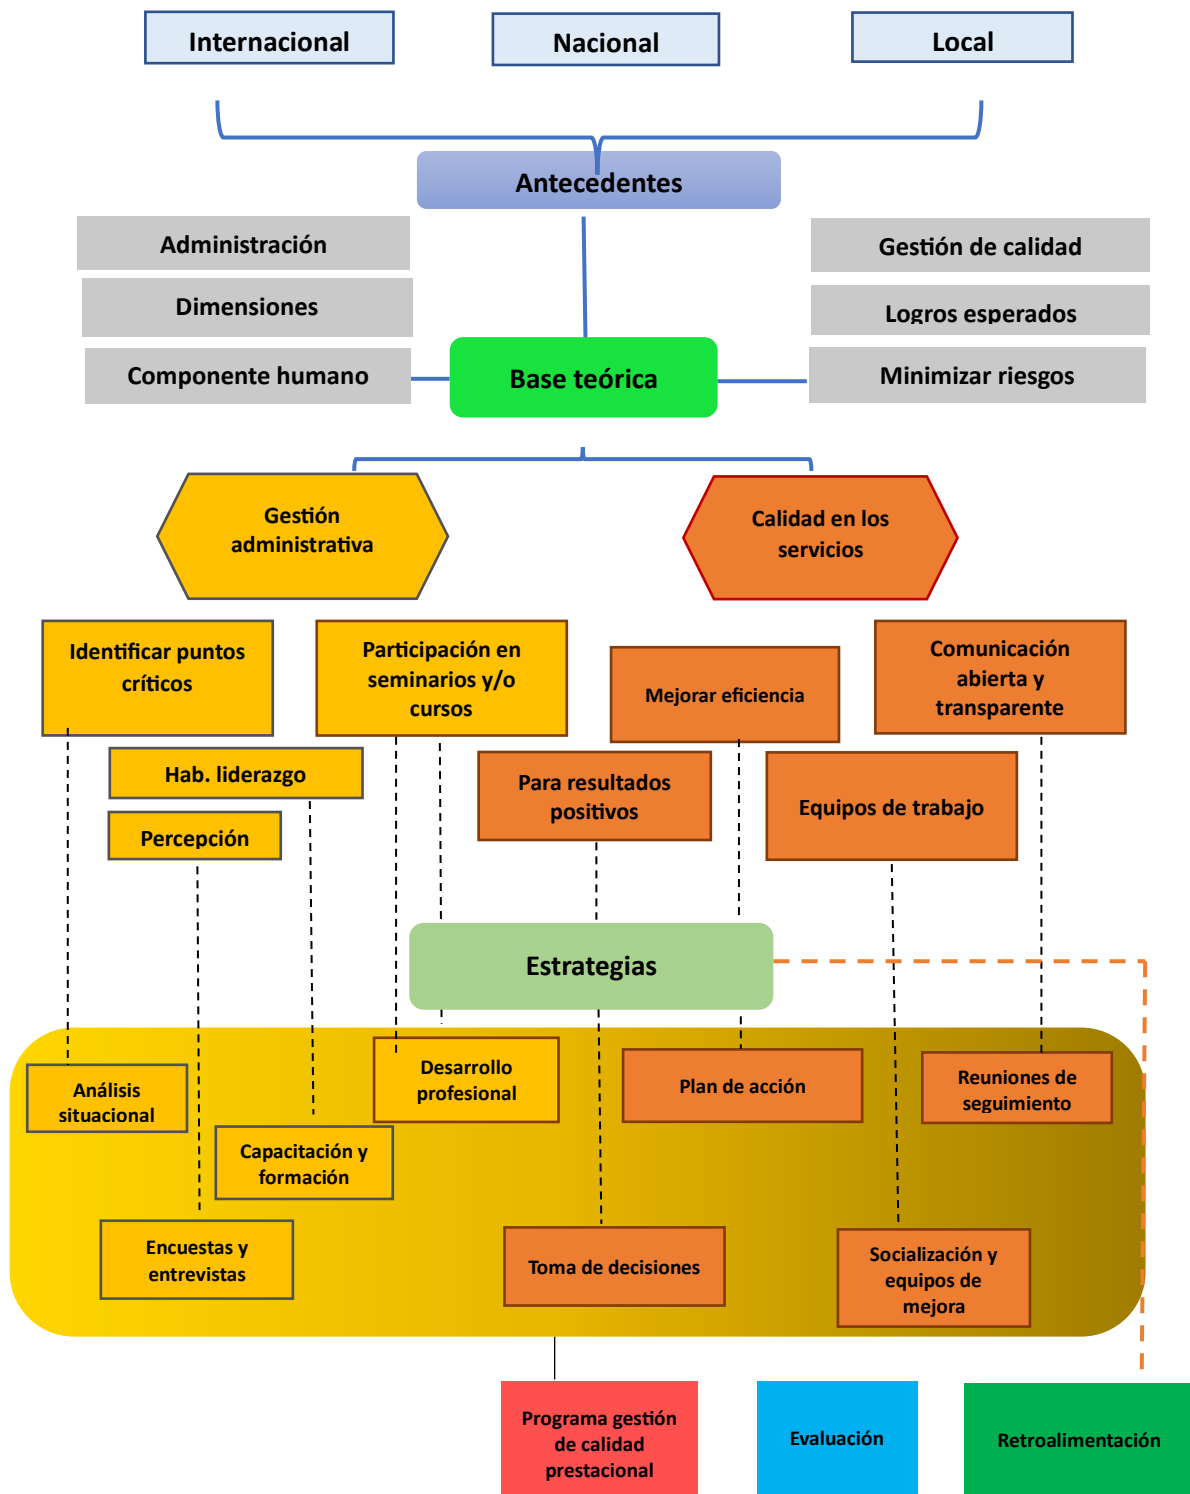 Internacional
Nacional
Local
Antecedentes
Administración
Gestión de calidad
Dimensiones
Logros esperados
Componente humano
Base teórica
Minimizar riesgos
Gestión
administrativa
Calidad en los
servicios
Identificar puntos
críticos
Participación en
seminarios y/o
cursos
Mejorar eficiencia
Comunicación
abierta y
transparente
Hab. liderazgo
Para resultados
positivos
Equipos de trabajo
Percepción
Estrategias
Análisis
situacional
Desarrollo
profesional
Plan de acción
Reuniones de
seguimiento
Capacitación y
formación
Encuestas y
entrevistas
Toma de decisiones
Socialización y
equipos de
mejora
Programa gestión
de calidad
prestacional
Evaluación
Retroalimentación